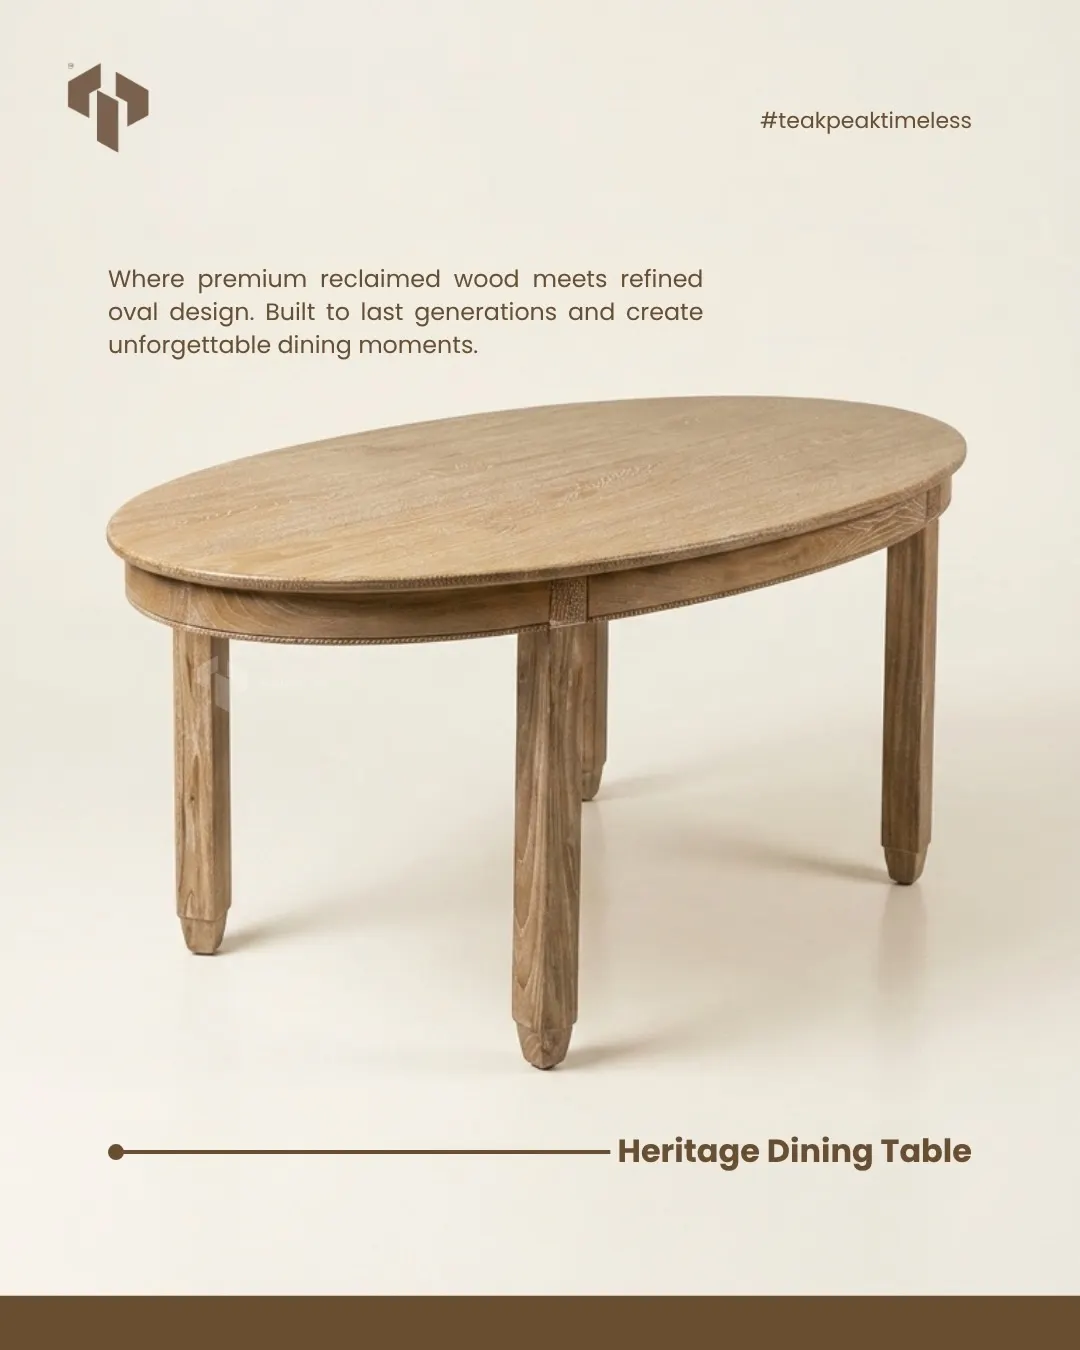 #teakpeaktimeless
Where premium reclaimed wood meets refined
oval design. Built to last generations and create
unforgettable dining moments.
Heritage Dining Table